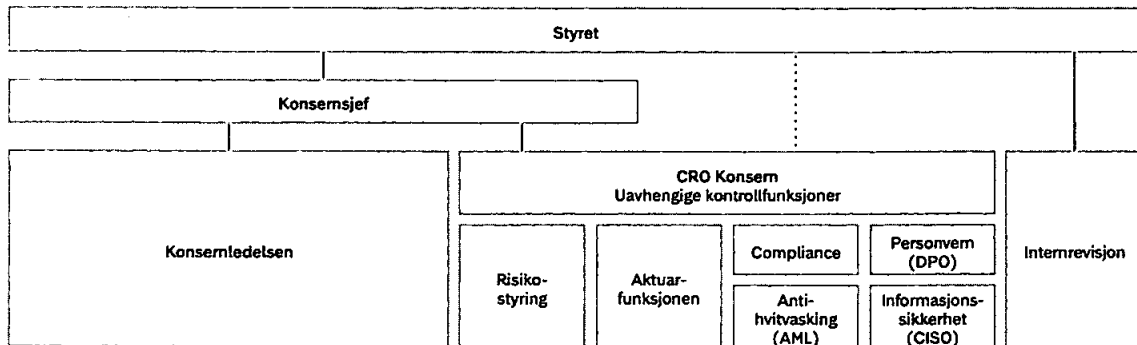 Styret
Konsernsjef
CRO Konsern
Uavhengige kontrollfunksjoner
Konsernledelsen
Risiko-
styring
Aktuar-
funksjonen
Compliance
Personvern
(DPO)
Anti-
hvitvasking
(AML)
Informasjons-
sikkerhet
(CISO)
Internrevisjon